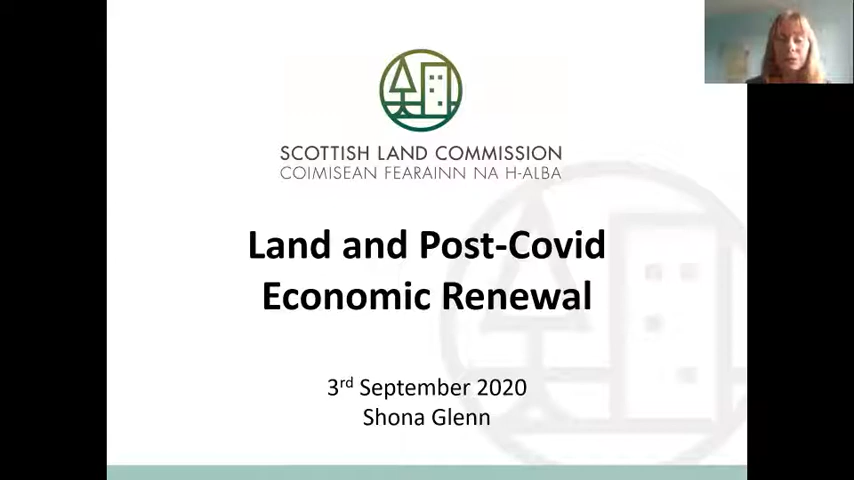 SCOTTISH LAND COMMISSION
COIMISEAN FEARAINN NA H-ALBA
Land and Post-Covid
Economic Renewal
3rd September 2020
Shona Glenn